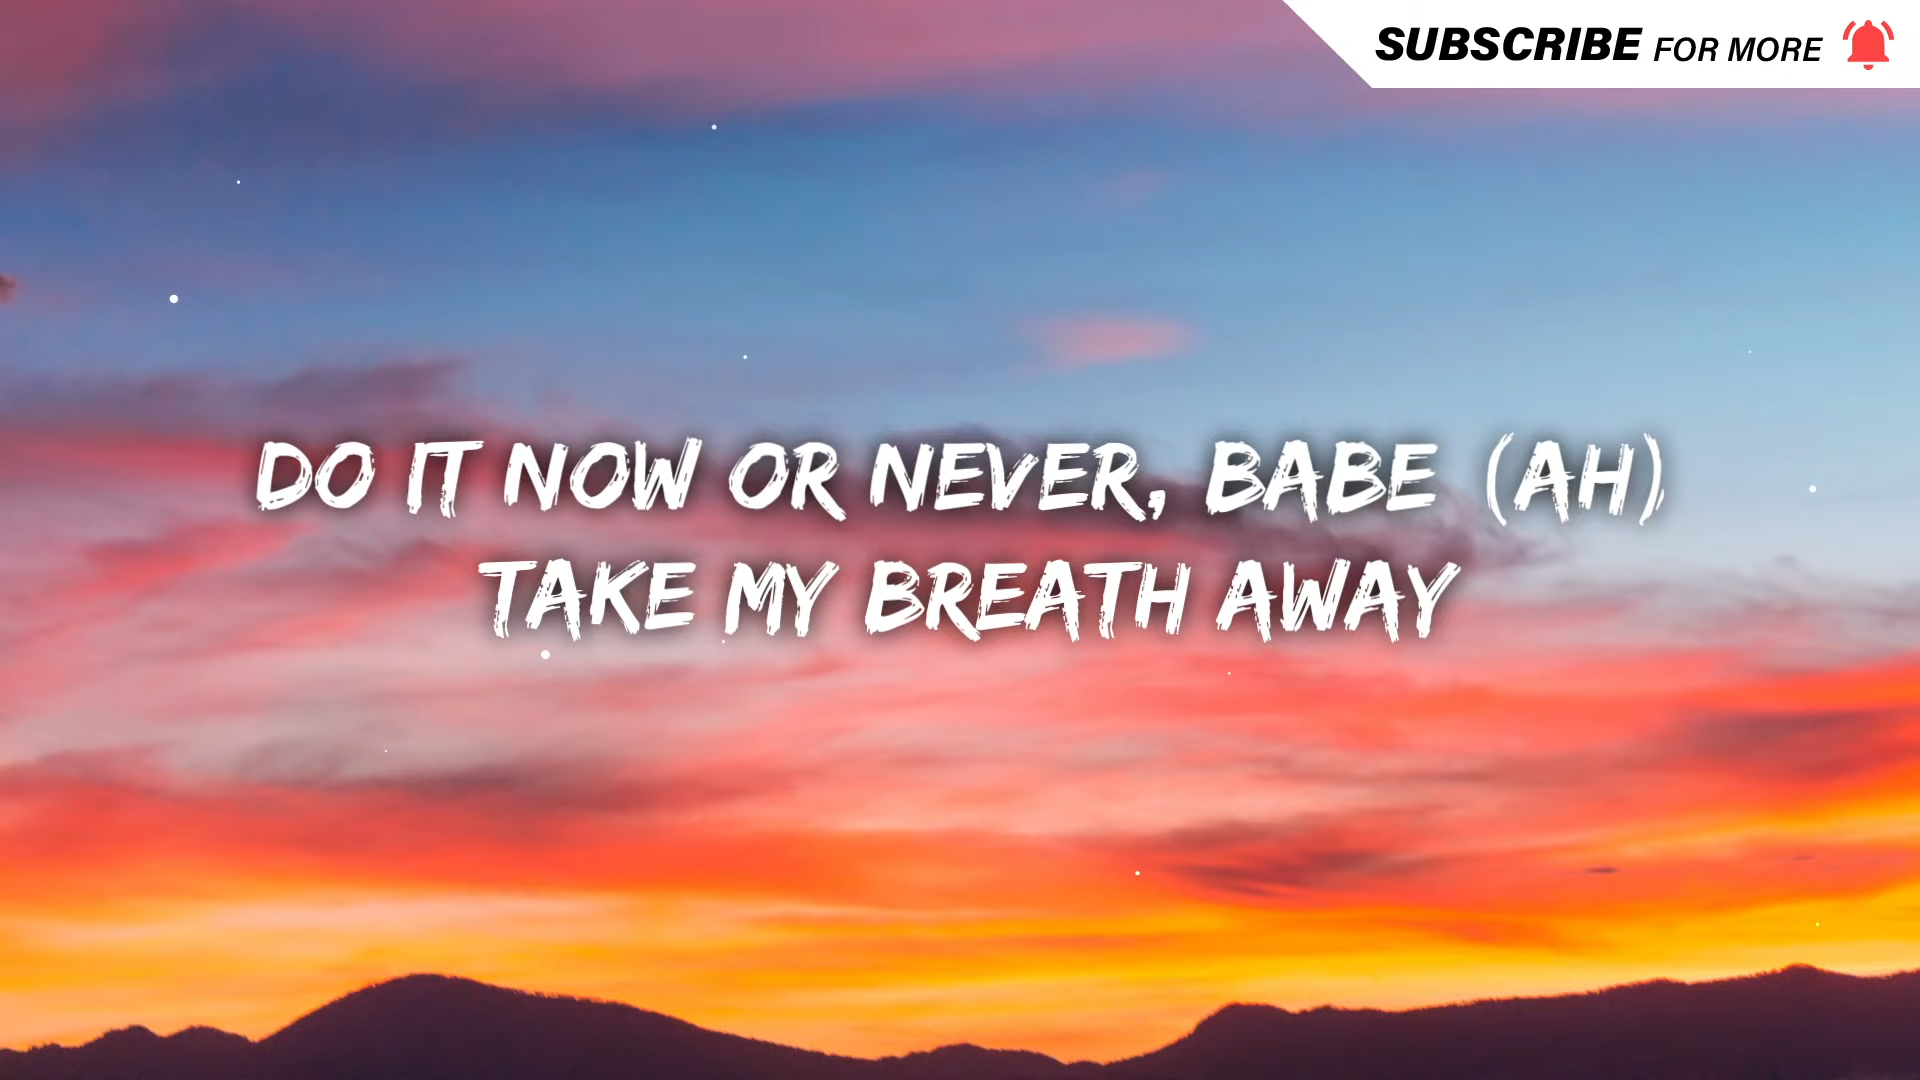 SUBSCRIBE FOR MORE
DO IT NOW OR NEVER, BABE (AH)
TAKE MY BREATH AWAY